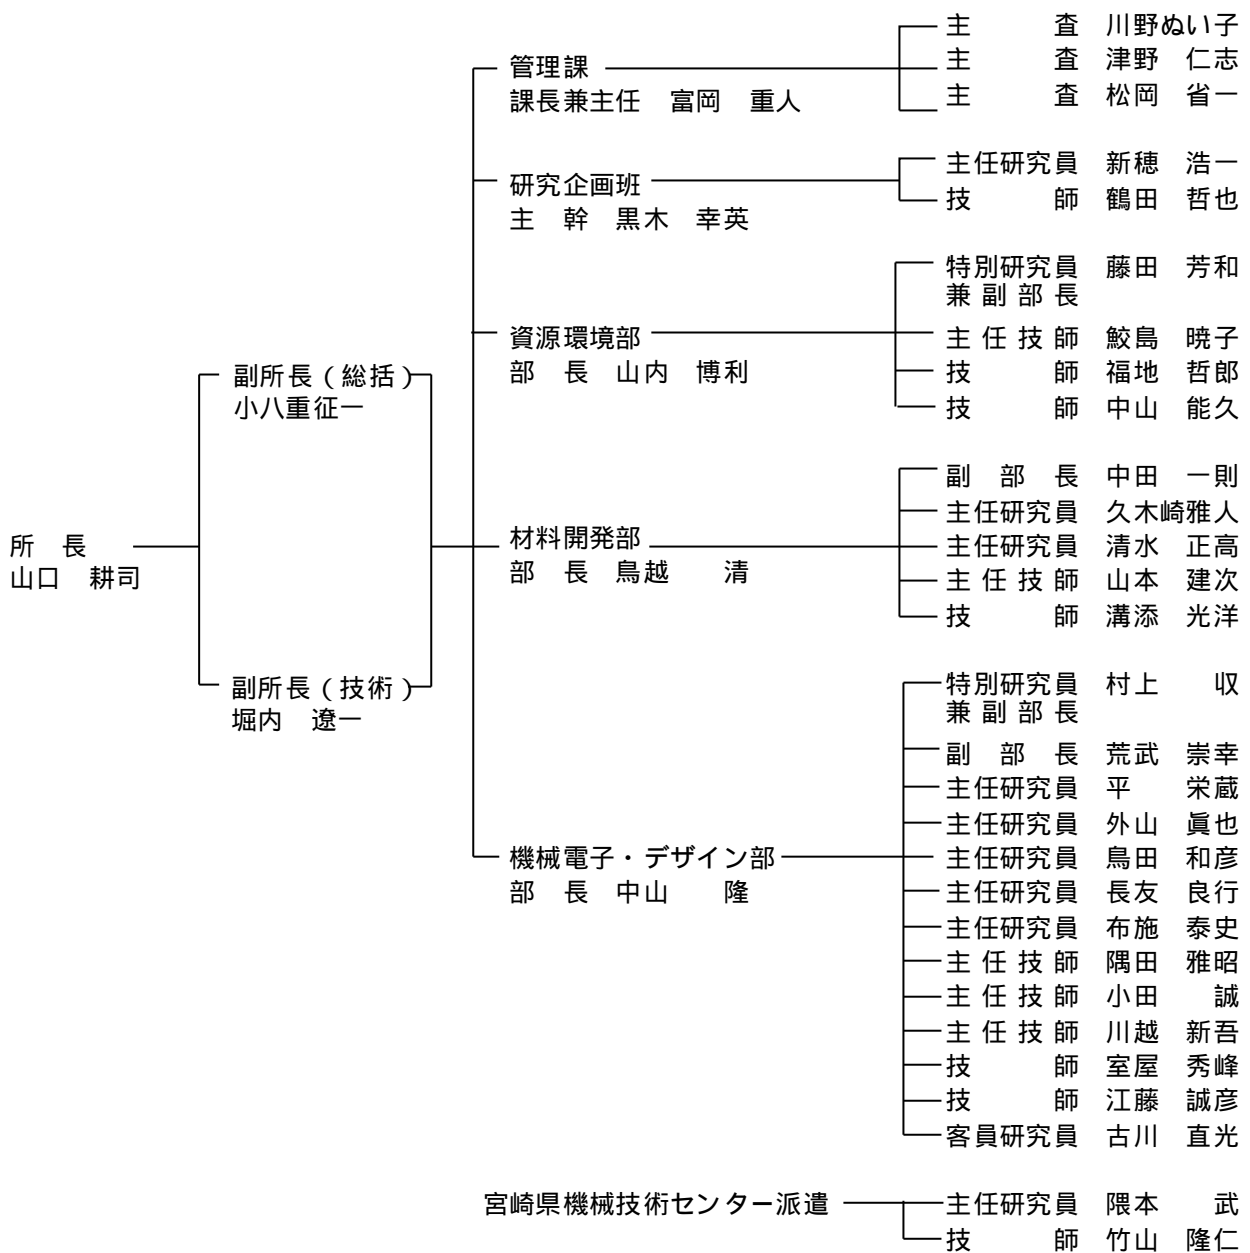 所　長
山口　耕司
副所長（総括）
小八重征一
副所長（技術）
堀内　遼一
管理課
課長兼主任　富岡　重人
主　　　査　川野ぬい子
主　　　査　津野　仁志
主　　　査　松岡　省一
研究企画班
主　幹　黒木　幸英
主任研究員　新穂　浩一
技　　　師　鶴田　哲也
資源環境部
部　長　山内　博利
特別研究員　藤田　芳和
兼副部長
主任技師　鮫島　暁子
技　　　師　福地　哲郎
技　　　師　中山　能久
材料開発部
部　長　鳥越　　清
副　部　長　中田　一則
主任研究員　久木崎雅人
主任研究員　清水　正高
主任技師　山本　建次
技　　　師　溝添　光洋
機械電子・デザイン部
部　長　中山　　隆
特別研究員　村上　　収
兼副部長
副　部　長　荒武　崇幸
主任研究員　平　　栄蔵
主任研究員　外山　眞也
主任研究員　鳥田　和彦
主任研究員　長友　良行
主任研究員　布施　泰史
主任技師　隅田　雅昭
主任技師　小田　　誠
主任技師　川越　新吾
技　　　師　室屋　秀峰
技　　　師　江藤　誠彦
客員研究員　古川　直光
宮崎県機械技術センター派遣
主任研究員　隈本　　武
技　　　師　竹山　隆仁